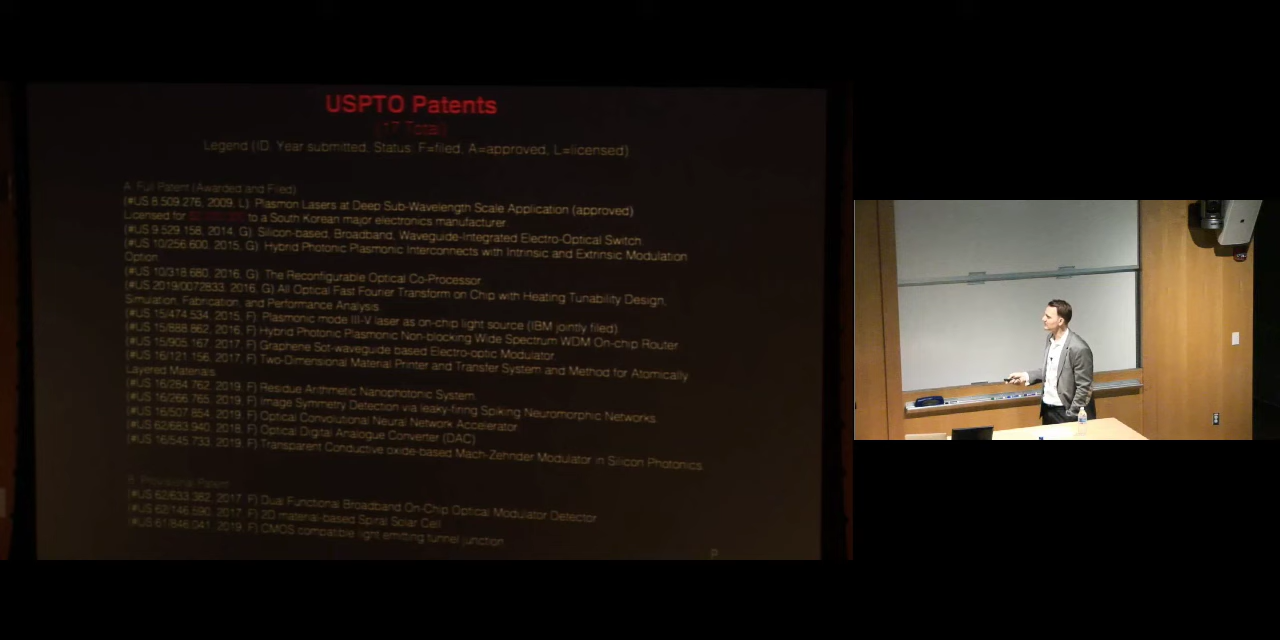 USPTO Patents
(17 Total)
Legend (ID, Year submitted, Status: F=filed, A=approved, L=licensed)
A. Full Patent (Awarded and Filed)
(#US 8.509.276, 2009, L) Plasmon Lasers at Deep Sub-Wavelength Scale Application (approved)
Licensed for to a South Korean major electronics manufacturer
(#US 9.529.158, 2014, G) Silicon-based, Broadband, Waveguide-Integrated Electro-Optical Switch
(#US 10/256.600, 2015, G) Hybrid Photonic Plasmonic Interconnects with Intrinsic and Extrinsic Modulation
Option
(#US 10/318.680, 2016, G) The Reconfigurable Optical Co-Processor
(#US 2019/0072833, 2016, G) All Optical Fast Fourier Transform on Chip with Heating Tunability Design,
Simulation, Fabrication, and Performance Analysis
(#US 15/474.534, 2015, F) Plasmonic mode III-V laser as on-chip light source (IBM jointly filed)
(#US 15/888.862, 2016, F) Hybrid Photonic Plasmonic Non-blocking Wide Spectrum WDM On-chip Router
(#US 15/905.167, 2017, F) Graphene Sot-waveguide based Electro-optic Modulator
(#US 16/121.156, 2017, F) Two-Dimensional Material Printer and Transfer System and Method for Atomically
Layered Materials
(#US 16/284.762, 2019, F) Residue Arithmetic Nanophotonic System
(#US 16/266.765, 2019, F) Image Symmetry Detection via leaky-firing Spiking Neuromorphic Networks
(#US 16/507.854, 2019, F) Optical Convolutional Neural Network Accelerator
(#US 62/683.940, 2018, F) Optical Digital Analogue Converter (DAC)
(#US 16/545.733, 2019, F) Transparent Conductive oxide-based Mach-Zehnder Modulator in Silicon Photonics
B. Provisional Patent
(#US 62/633.382, 2017, F) Dual Functional Broadband On-Chip Optical Modulator Detector
(#US 62/146.890, 2017, F) 2D material-based Spiral Solar Cell
(#US 61/846.041, 2019, F) CMOS compatible light emitting tunnel junction